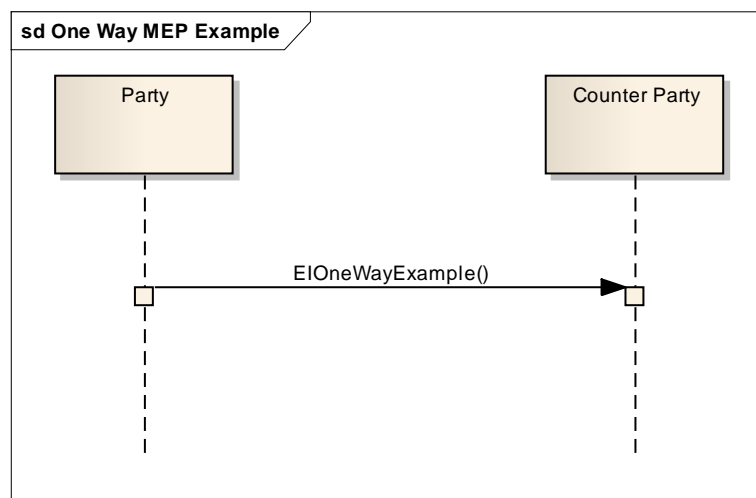 sd One Way MEP Example
Party
Counter Party
EIOneWayExample()